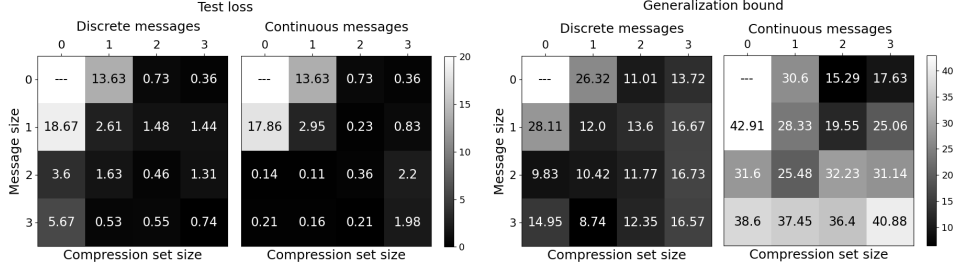 Test loss
Discrete messages
Continuous messages
0 1 2 3
0 1 2 3
0 --- 13.63 0.73 0.36
1 18.67 2.61 1.48 1.44
2 3.6 1.63 0.46 1.31
3 5.67 0.53 0.55 0.74
Message size
Compression set size
--- 13.63 0.73 0.36
17.86 2.95 0.23 0.83
0.14 0.11 0.36 2.2
0.21 0.16 0.21 1.98
Compression set size
20
15
10
5
0
Generalization bound
Discrete messages
Continuous messages
0 1 2 3
0 1 2 3
0 --- 26.32 11.01 13.72
1 28.11 12.0 13.6 16.67
2 9.83 10.42 11.77 16.73
3 14.95 8.74 12.35 16.57
Message size
Compression set size
--- 30.6 15.29 17.63
42.91 28.33 19.55 25.06
31.6 25.48 32.23 31.14
38.6 37.45 36.4 40.88
Compression set size
40
35
30
25
20
15
10